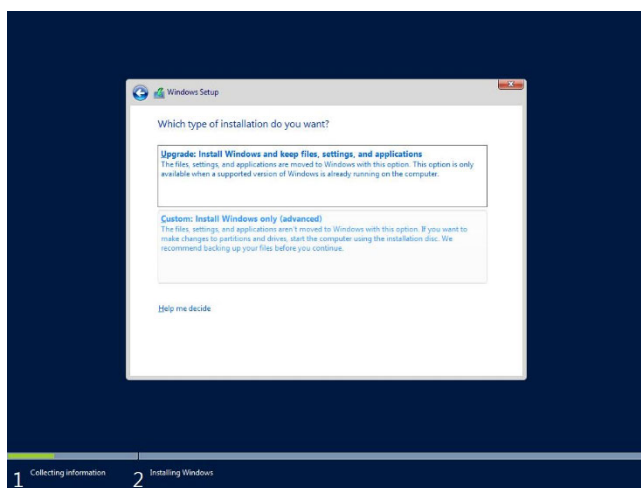 Windows Setup
Which type of installation do you want?
Upgrade: Install Windows and keep files, settings, and applications
The files, settings, and applications are moved to Windows with this option. This option is only
available when a supported version of Windows is already running on the computer.
Custom: Install Windows only (advanced)
The files, settings, and applications aren't moved to Windows with this option. If you want to
make changes to partitions and drives, start the computer using the installation disc. We
recommend backing up your files before you continue.
Help me decide
1 Collecting information 2 Installing Windows